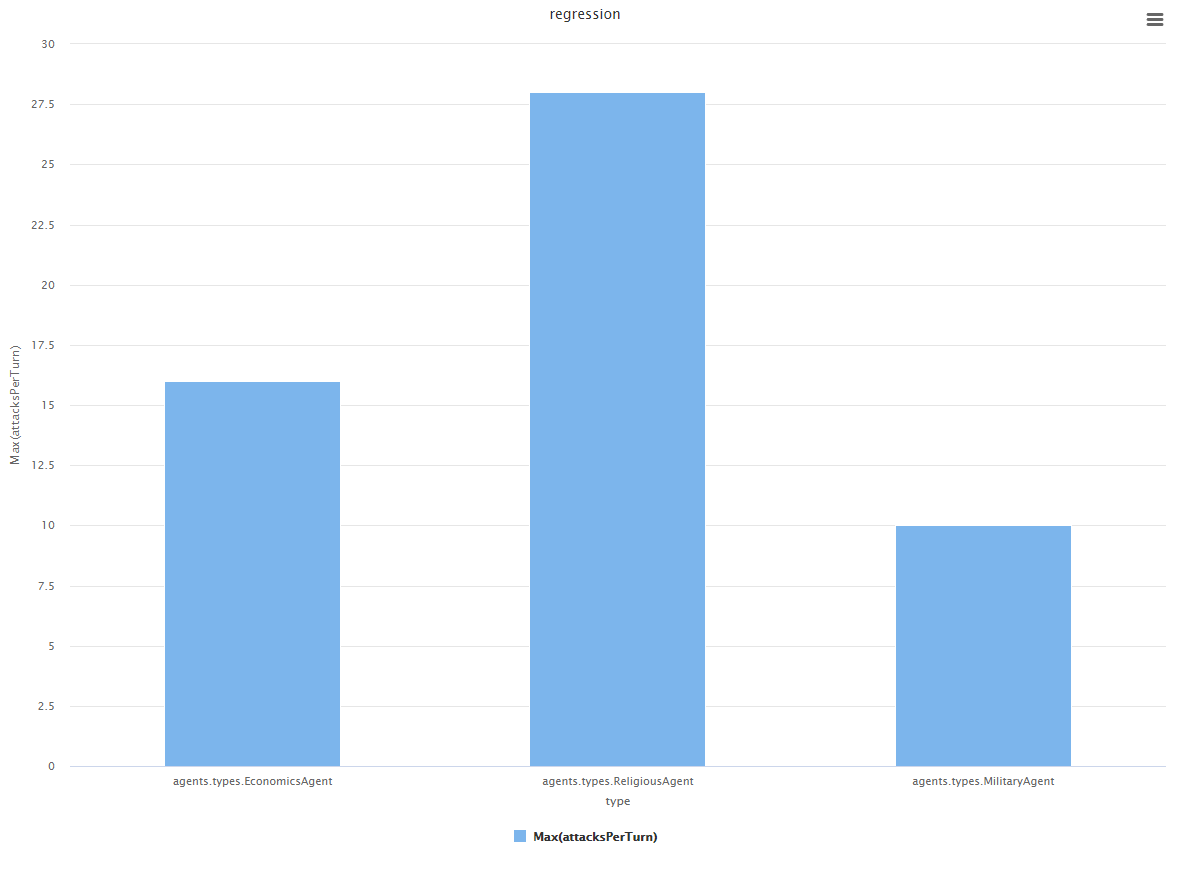 regression
30
27.5
25
22.5
20
17.5
15
12.5
10
7.5
5
2.5
0
Max(attacksPerTurn)
agents.types.EconomicsAgent agents.types.ReligiousAgent agents.types.MilitaryAgent
type
Max(attacksPerTurn)